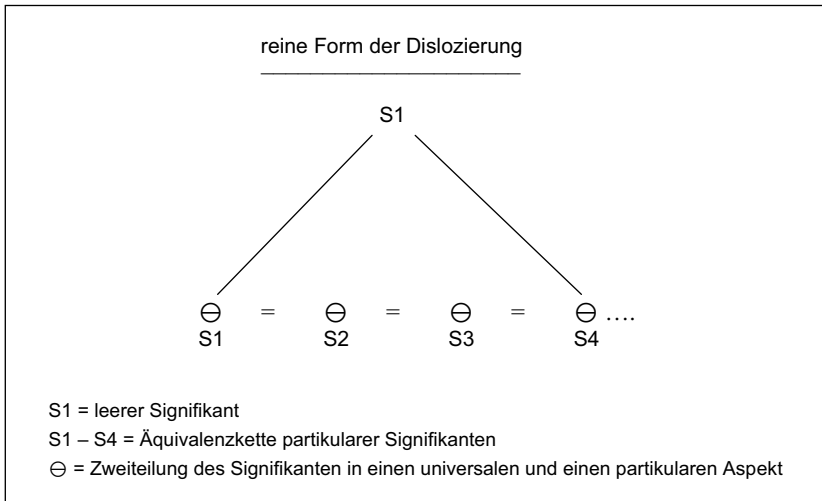 reine Form der Dislozierung
S1
⊖ = ⊖ = ⊖ = ⊖ ....
S1 S2 S3 S4
S1 = leerer Signifikant
S1 – S4 = Äquivalenzkette partikularer Signifikanten
⊖ = Zweiteilung des Signifikanten in einen universalen und einen partikularen Aspekt